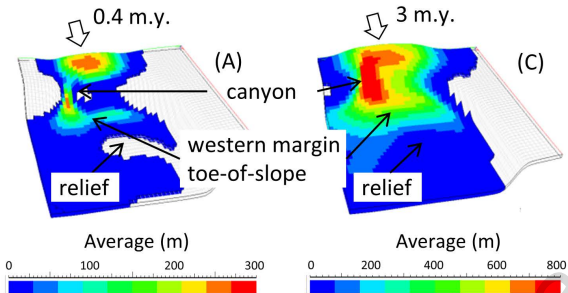 0.4 m.y.
3 m.y.
(A)
(C)
canyon
western margin
toe-of-slope
relief
relief
Average (m)
Average (m)
0 100 200 300
0 200 400 600 800